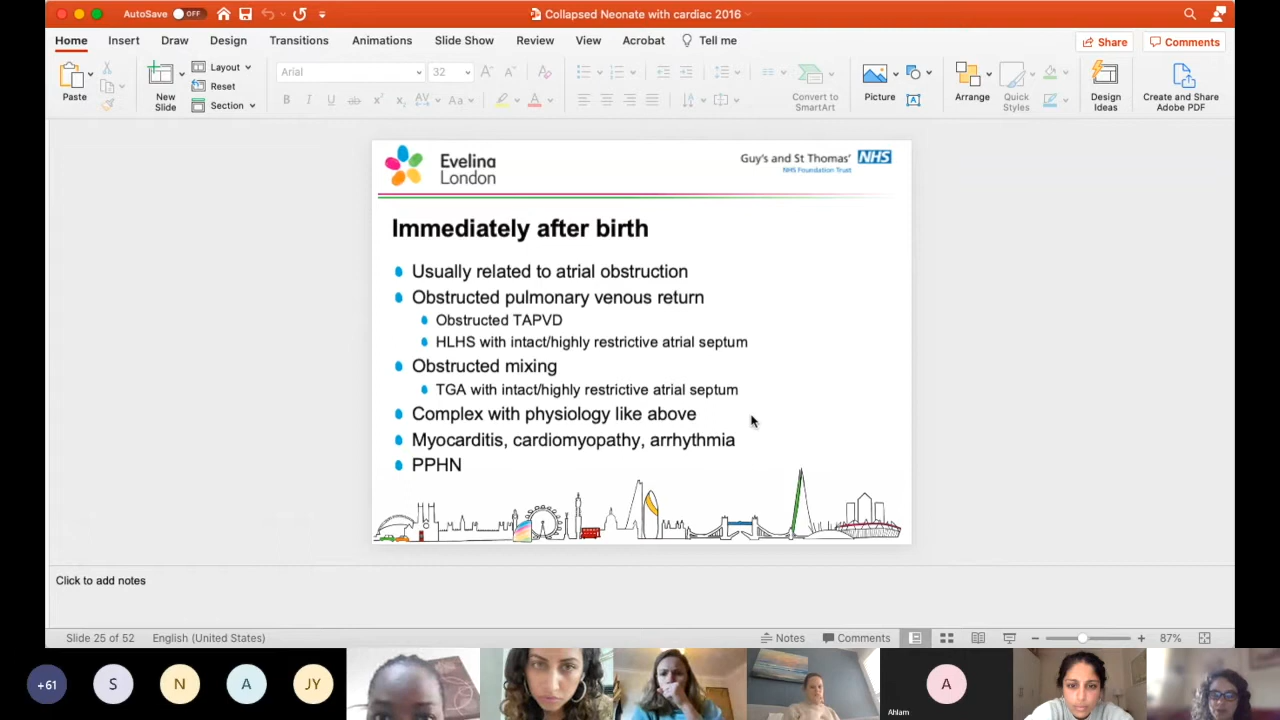 AutoSave OFF
Collapsed Neonate with cardiac 2016
Home Insert Draw Design Transitions Animations Slide Show Review View Acrobat Tell me
Share Comments
Paste
New
Slide
Layout
Reset
Section
Arial 32
Convert to
SmartArt
Picture
Arrange
Quick
Styles
Design
Ideas
Create and Share
Adobe PDF
Evelina
London
Guy's and St Thomas' NHS
NHS Foundation Trust
Immediately after birth
Usually related to atrial obstruction
Obstructed pulmonary venous return
Obstructed TAPVD
HLHS with intact/highly restrictive atrial septum
Obstructed mixing
TGA with intact/highly restrictive atrial septum
Complex with physiology like above
Myocarditis, cardiomyopathy, arrhythmia
PPHN
Click to add notes
Slide 25 of 52 English (United States)
Notes Comments 87%
+61 S N A JY A
Ahlam